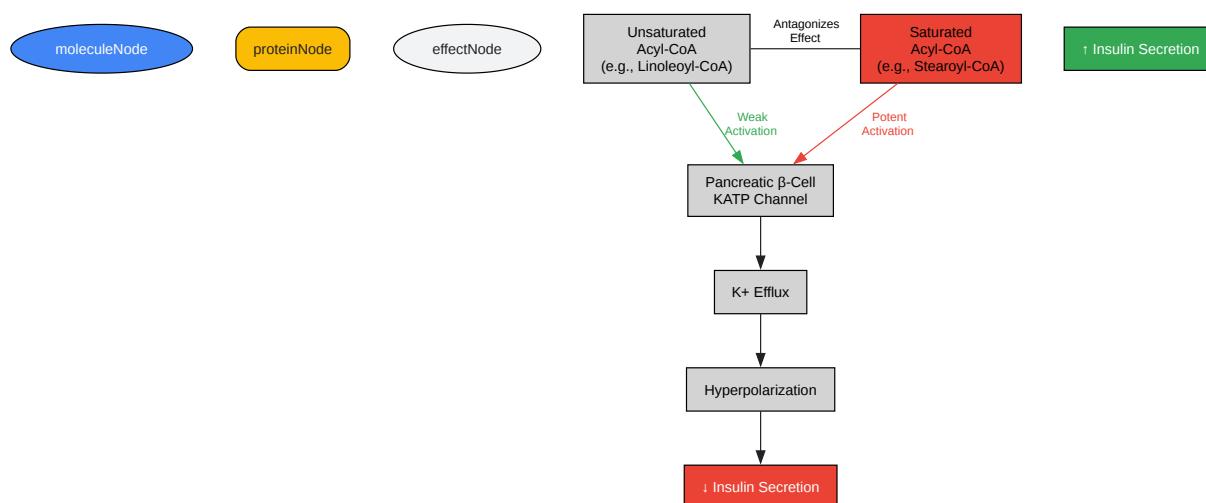 moleculeNode
proteinNode
effectNode
Unsaturated
Acyl-CoA
(e.g., Linoleoyl-CoA)
Antagonizes
Effect
Saturated
Acyl-CoA
(e.g., Stearoyl-CoA)
↑ Insulin Secretion
Weak
Activation
Potent
Activation
Pancreatic β-Cell
KATP Channel
K+ Efflux
Hyperpolarization
↓ Insulin Secretion